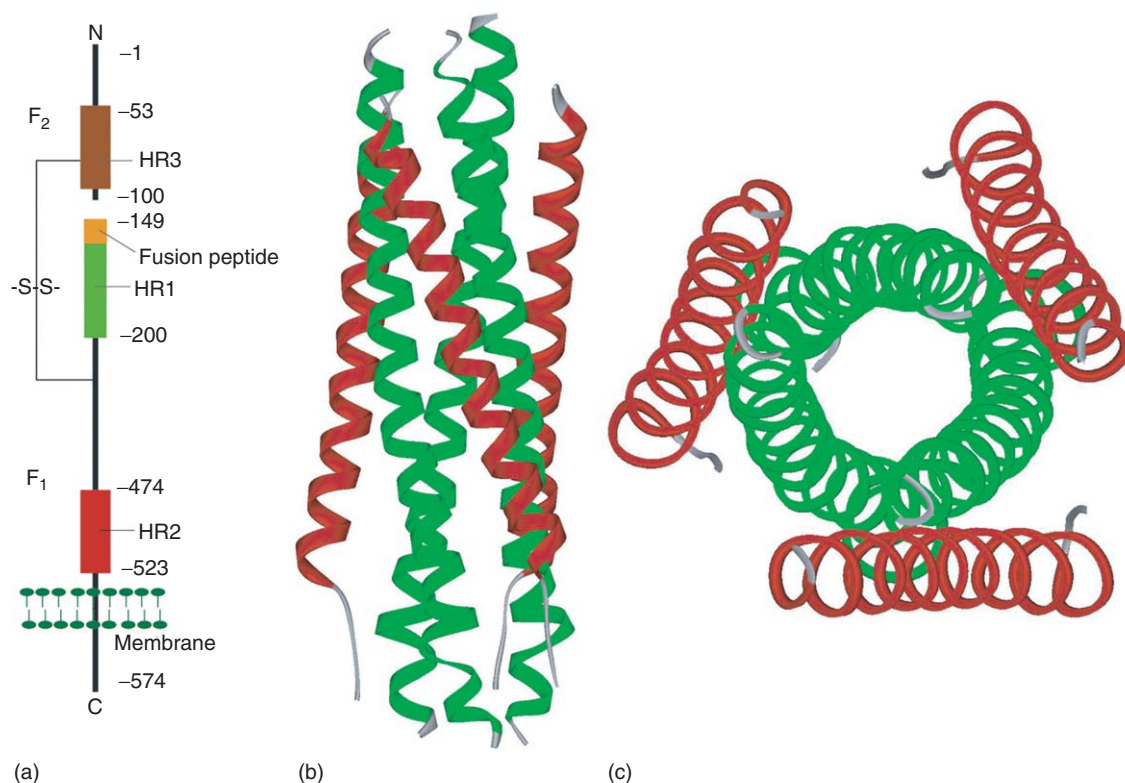 N
–1
–53
F2
HR3
–100
–149
Fusion peptide
-S-S-
HR1
–200
F1
–474
HR2
–523
Membrane
–574
C
(a)
(b)
(c)